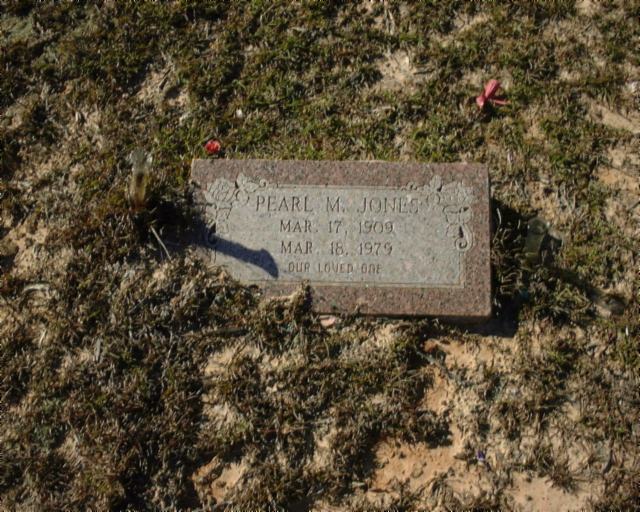 PEARL M. JONES
MAR. 17, 1909
MAR. 18, 1979
OUR LOVED ONE